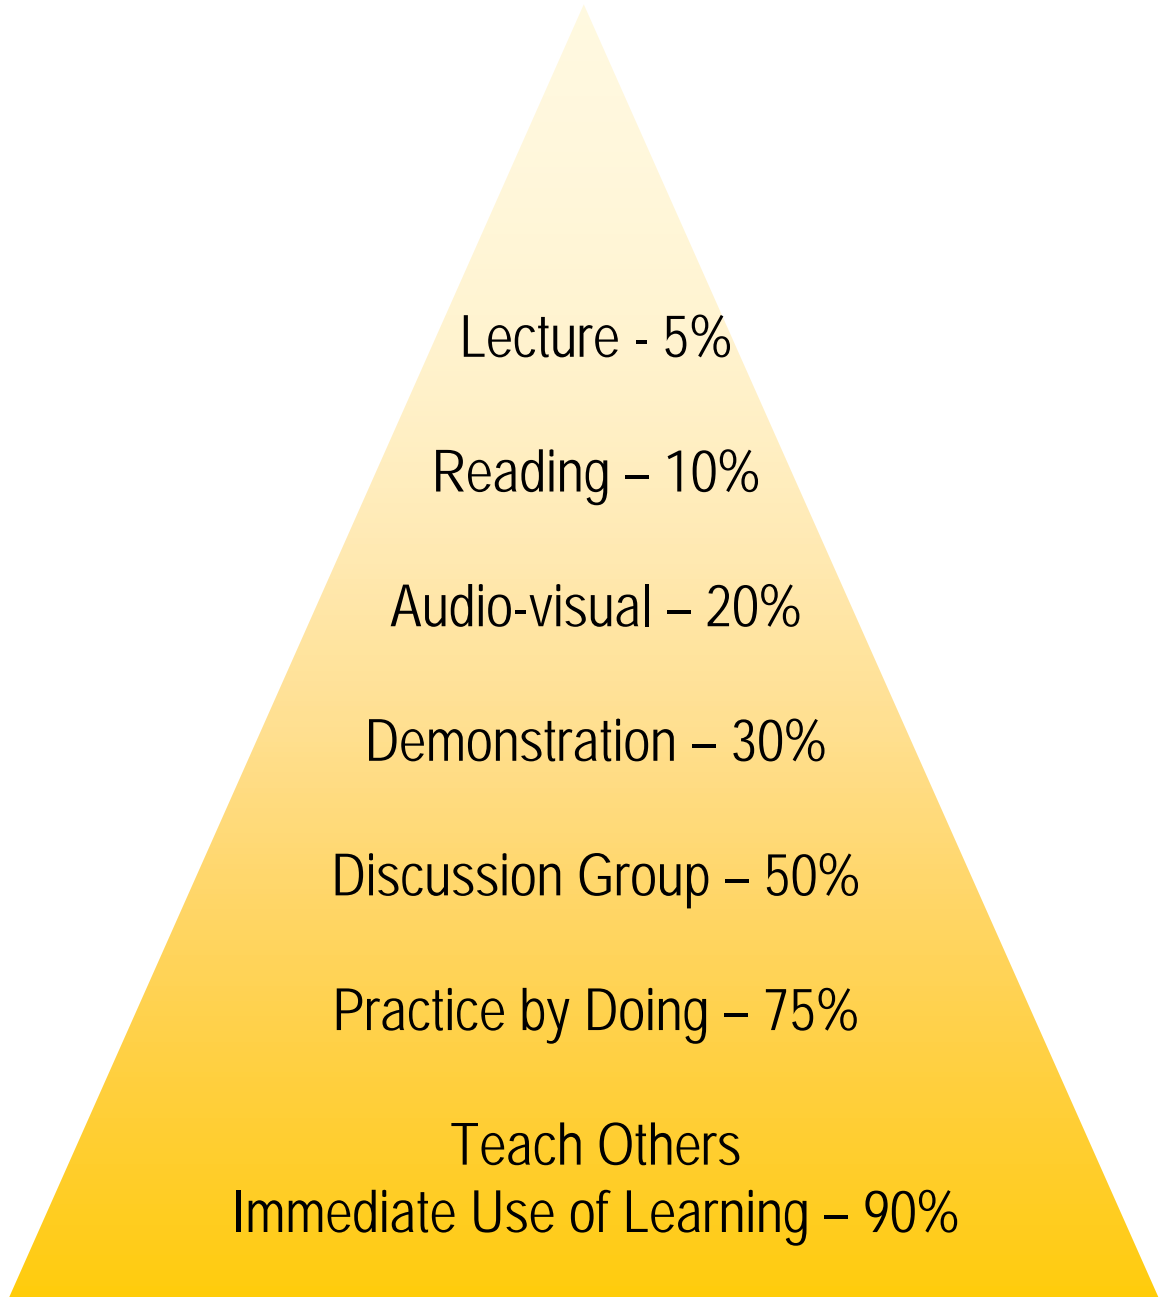 Lecture - 5%
Reading – 10%
Audio-visual – 20%
Demonstration – 30%
Discussion Group – 50%
Practice by Doing – 75%
Teach Others
Immediate Use of Learning – 90%